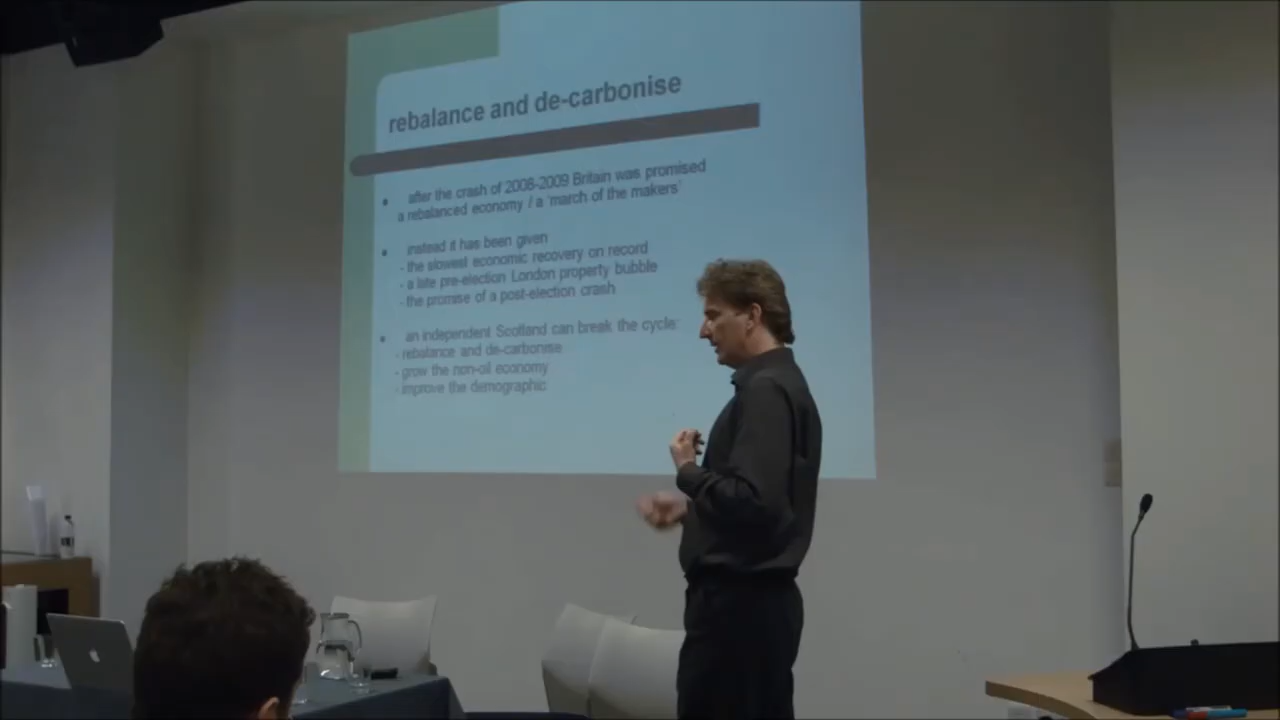 rebalance and de-carbonise
• after the crash of 2008-2009 Britain was promised
a rebalanced economy / a 'march of the makers'
• instead it has been given
- the slowest economic recovery on record
- a late pre-election London property bubble
- the promise of a post-election crash
• an independent Scotland can break the cycle:
- rebalance and de-carbonise
- grow the non-oil economy
- improve the demographic